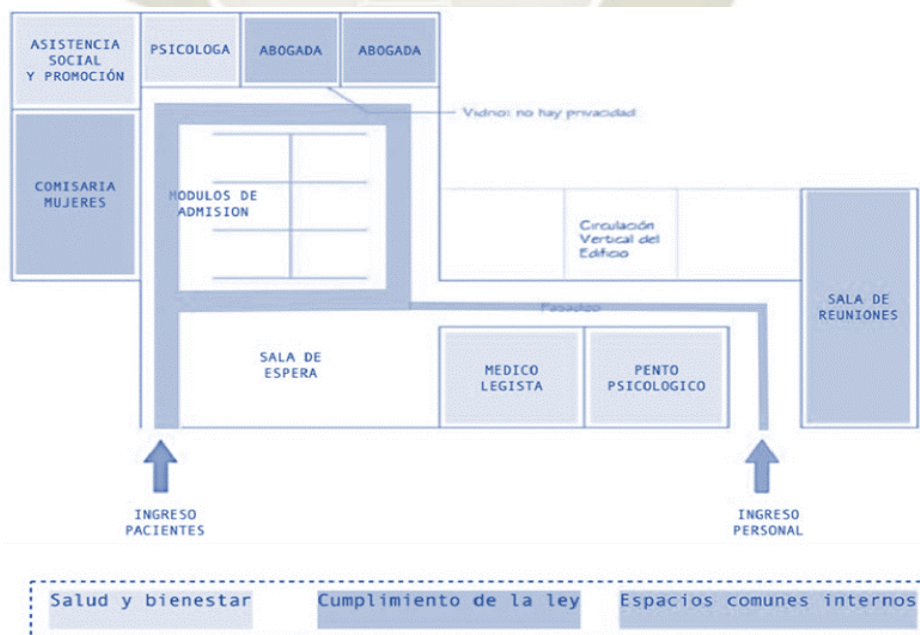 ASISTENCIA
SOCIAL
Y PROMOCIÓN
PSICOLOGA
ABOGADA
ABOGADA
Vidrio: no hay privacidad
COMISARIA
MUJERES
MODULOS DE
ADMISION
Circulación
Vertical del
Edificio
SALA DE
REUNIONES
Pasadizo
SALA DE
ESPERA
MEDICO
LEGISTA
PENTO
PSICOLOGICO
INGRESO
PACIENTES
INGRESO
PERSONAL
Salud y bienestar
Cumplimiento de la ley
Espacios comunes internos